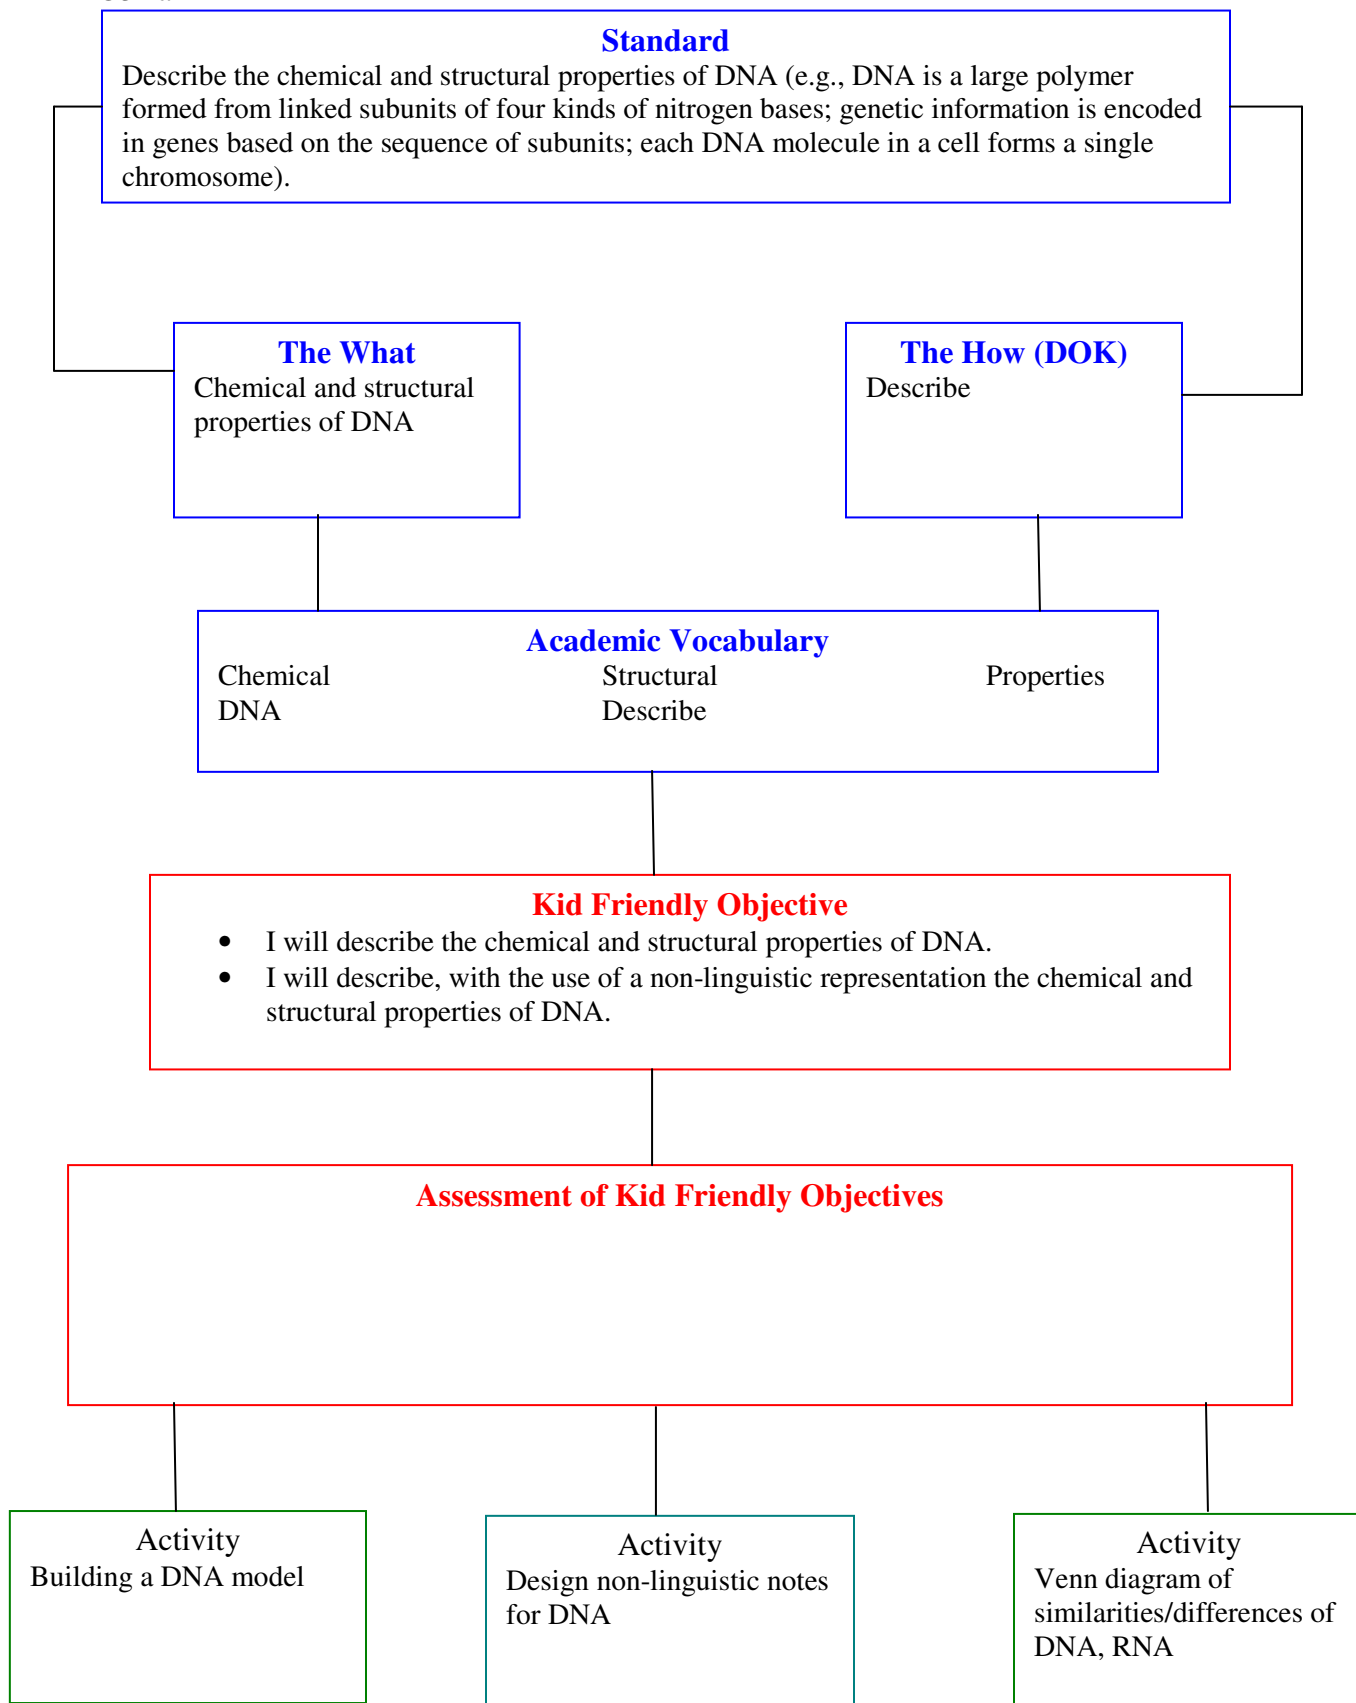 Standard
Describe the chemical and structural properties of DNA (e.g., DNA is a large polymer
formed from linked subunits of four kinds of nitrogen bases; genetic information is encoded
in genes based on the sequence of subunits; each DNA molecule in a cell forms a single
chromosome).
The What
Chemical and structural
properties of DNA
The How (DOK)
Describe
Academic Vocabulary
Chemical Structural Properties
DNA Describe
Kid Friendly Objective
• I will describe the chemical and structural properties of DNA.
• I will describe, with the use of a non-linguistic representation the chemical and
structural properties of DNA.
Assessment of Kid Friendly Objectives
Activity
Building a DNA model
Activity
Design non-linguistic notes
for DNA
Activity
Venn diagram of
similarities/differences of
DNA, RNA